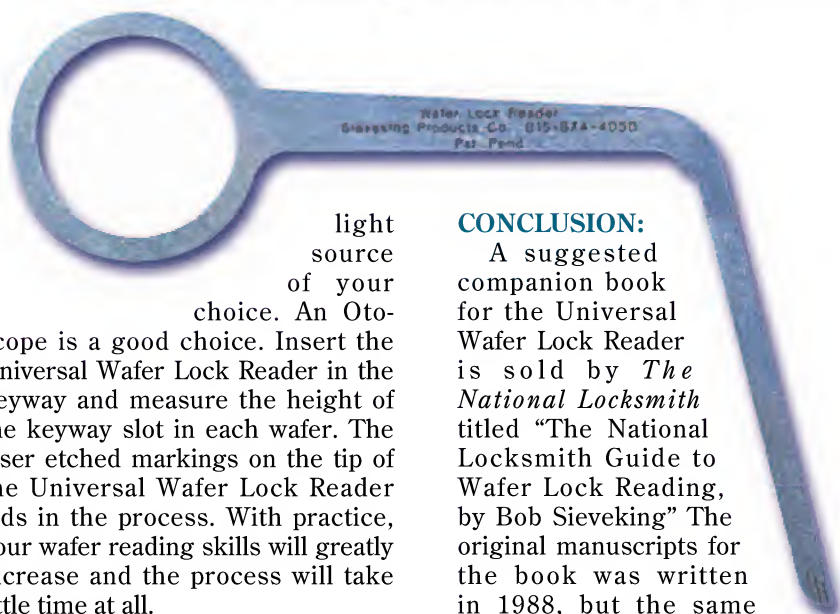 Wafer Lock Reader
Sieveking Products Co. 815-874-4050
Pat Pend
light
source
of your
choice. An Oto-
cope is a good choice. Insert the
niversal Wafer Lock Reader in the
eyway and measure the height of
ne keyway slot in each wafer. The
ser etched markings on the tip of
ne Universal Wafer Lock Reader
ds in the process. With practice,
our wafer reading skills will greatly
crease and the process will take
ttle time at all.
CONCLUSION:
A suggested
companion book
for the Universal
Wafer Lock Reader
is sold by The
National Locksmith
titled “The National
Locksmith Guide to
Wafer Lock Reading,
by Bob Sieveking” The
original manuscripts for
the book was written
in 1988, but the same